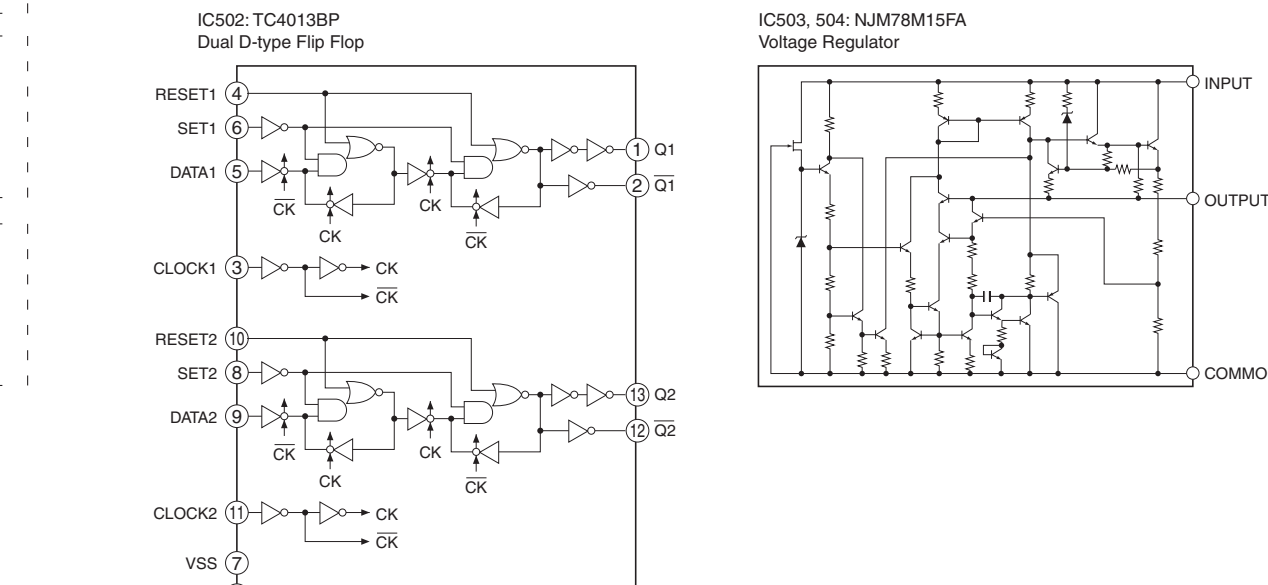 IC502: TC4013BP
Dual D-type Flip Flop
RESET1 4
SET1 6
DATA1 5
1 Q1
2 Q1
CK
CK
CK
CK
CLOCK1 3
CK
CK
RESET2 10
SET2 8
DATA2 9
13 Q2
12 Q2
CK
CK
CK
CK
CLOCK2 11
CK
CK
VSS 7
IC503, 504: NJM78M15FA
Voltage Regulator
INPUT
OUTPUT
COMMO